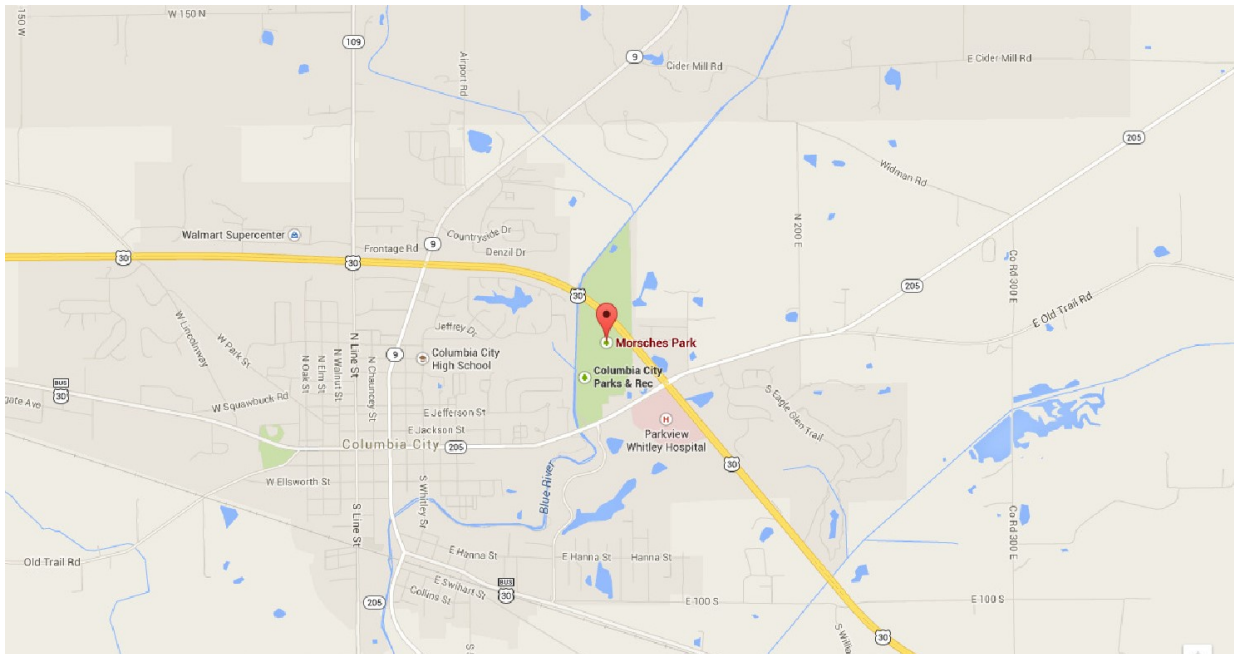 150 W
W 150 N
109
Airport Rd
9
Cider Mill Rd
E Cider Mill Rd
205
Widman Rd
N 200 E
Co Rd 300 E
Walmart Supercenter
Frontage Rd
9
Countryside Dr
Denzil Dr
30
30
30
205
E Old Trail Rd
W Lincolnway
W Park St
N Oak St
N Elm St
N Walnut St
N Line St
N Chauncey St
9
Jeffrey Dr
Columbia City
High School
Morsches Park
Columbia City
Parks & Rec
BUS
30
gate Ave
W Squawbuck Rd
E Jefferson St
E Jackson St
Columbia City
205
H
Parkview
Whitley Hospital
S Eagle Glen Trail
30
W Ellsworth St
S Line St
S Whitley St
Blue River
Co Rd 300 E
Old Trail Rd
E Hanna St
E Hanna St
Hanna St
E Swihart St
Collins St
BUS
30
205
E 100 S
E 100 S
S Willia
30